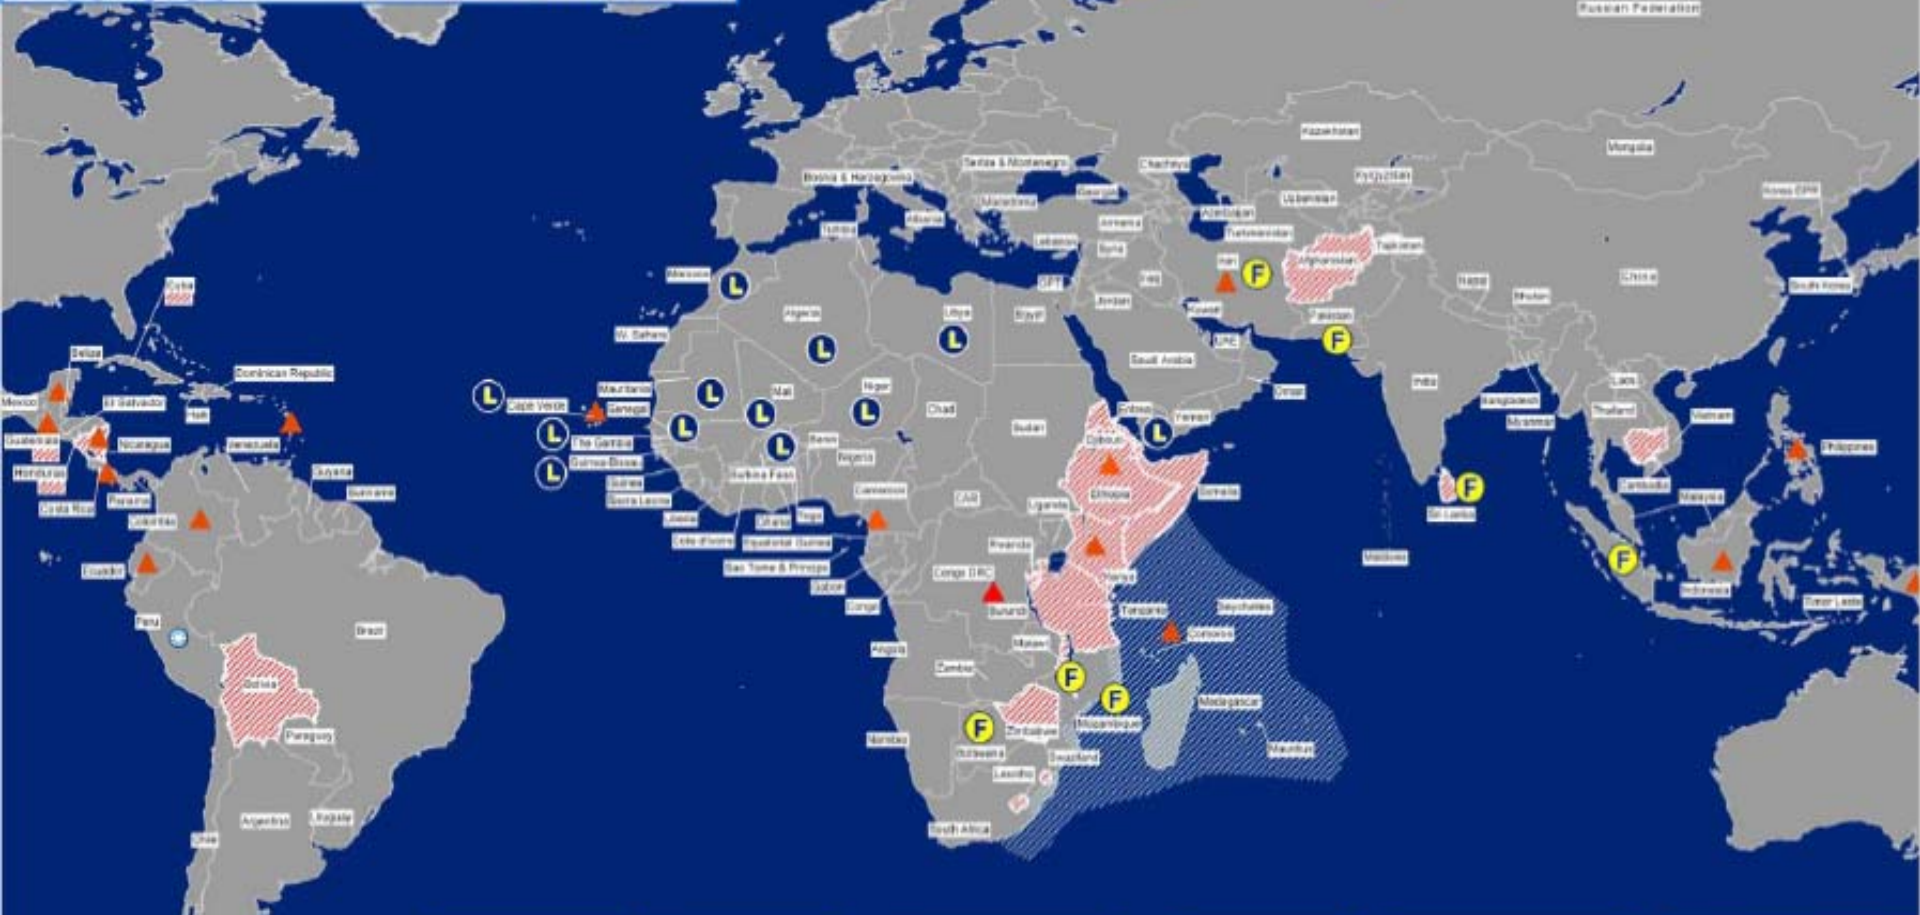 Russian Federation
Kazakhstan
Mongolia
Serbia & Montenegro
Chechnya
Bosnia & Herzegovina
Kyrgyzstan
Georgia
Korea DPR
Uzbekistan
Macedonia
Azerbaijan
Albania
Armenia
Tunisia
Turkmenistan
Lebanon
Tajikistan
Syria
Iran
Afghanistan
Morocco
Iraq
China
Nepal
OPT
Cuba
South Korea
Bhutan
Jordan
Kuwait
Algeria
Libya
Egypt
Pakistan
W. Sahara
UAE
Belize
Saudi Arabia
Dominican Republic
India
Laos
Mauritania
Mali
Niger
Oman
Mexico
El Salvador
Cape Verde
Senegal
Chad
Eritrea
Yemen
Bangladesh
Thailand
Haiti
Vietnam
Myanmar
Guatemala
Nicaragua
Venezuela
The Gambia
Benin
Sudan
Djibouti
Philippines
Nigeria
Guinea-Bissau
Honduras
Guyana
Burkina Faso
Guinea
Cambodia
Suriname
Cameroon
CAR
Ethiopia
Somalia
Malaysia
Sierra Leone
Panama
Uganda
Costa Rica
Colombia
Liberia
Ghana
Togo
Sri Lanka
Cote d'Ivoire
Equatorial Guinea
Rwanda
Maldives
Ecuador
Sao Tome & Principe
Congo DRC
Kenya
Gabon
Indonesia
Congo
Burundi
Tanzania
Seychelles
Timor Leste
Peru
Brazil
Comoros
Malawi
Angola
Zambia
Bolivia
Madagascar
Mozambique
Zimbabwe
Paraguay
Namibia
Mauritius
Botswana
Swaziland
Lesotho
Argentina
Uruguay
South Africa
Chile
L
L
L
L
L
L
L
L
L
L
L
L
F
F
F
F
F
F
F